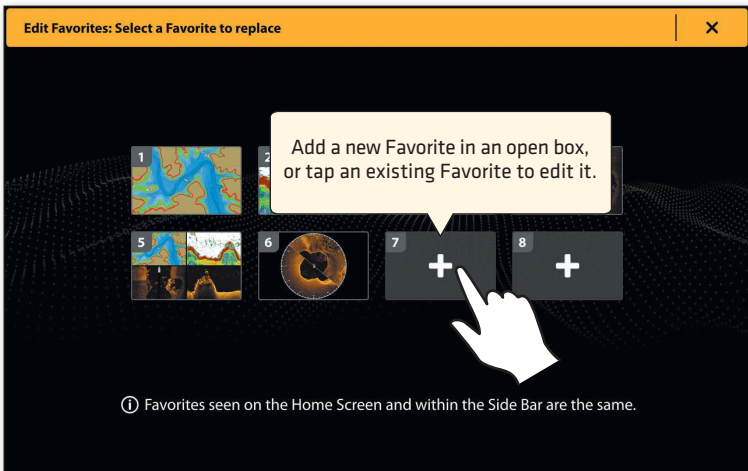 Edit Favorites: Select a Favorite to replace
Add a new Favorite in an open box,
or tap an existing Favorite to edit it.
1
2
5
6
7
8
Favorites seen on the Home Screen and within the Side Bar are the same.